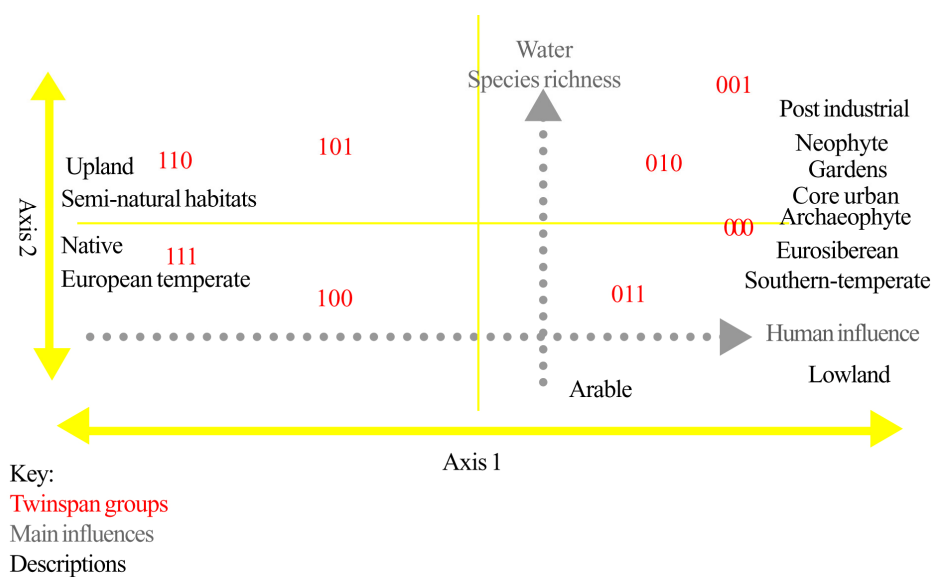 Water
Species richness
001
Post industrial
Neophyte
101
110
Upland
010
Gardens
Semi-natural habitats
Core urban
Archaeophyte
Axis 2
000
Native
111
European temperate
Eurosiberean
Southern-temperate
100
011
Human influence
Lowland
Arable
Axis 1
Key:
Twinspan groups
Main influences
Descriptions